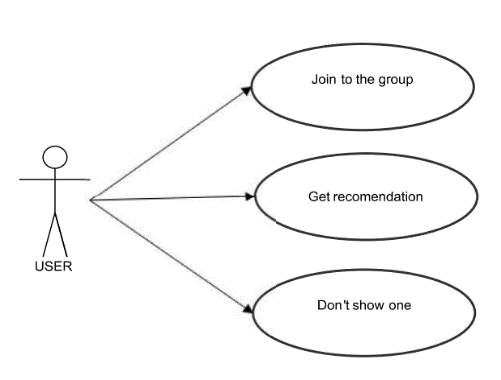 Join to the group
Get recomendation
USER
Don't show one